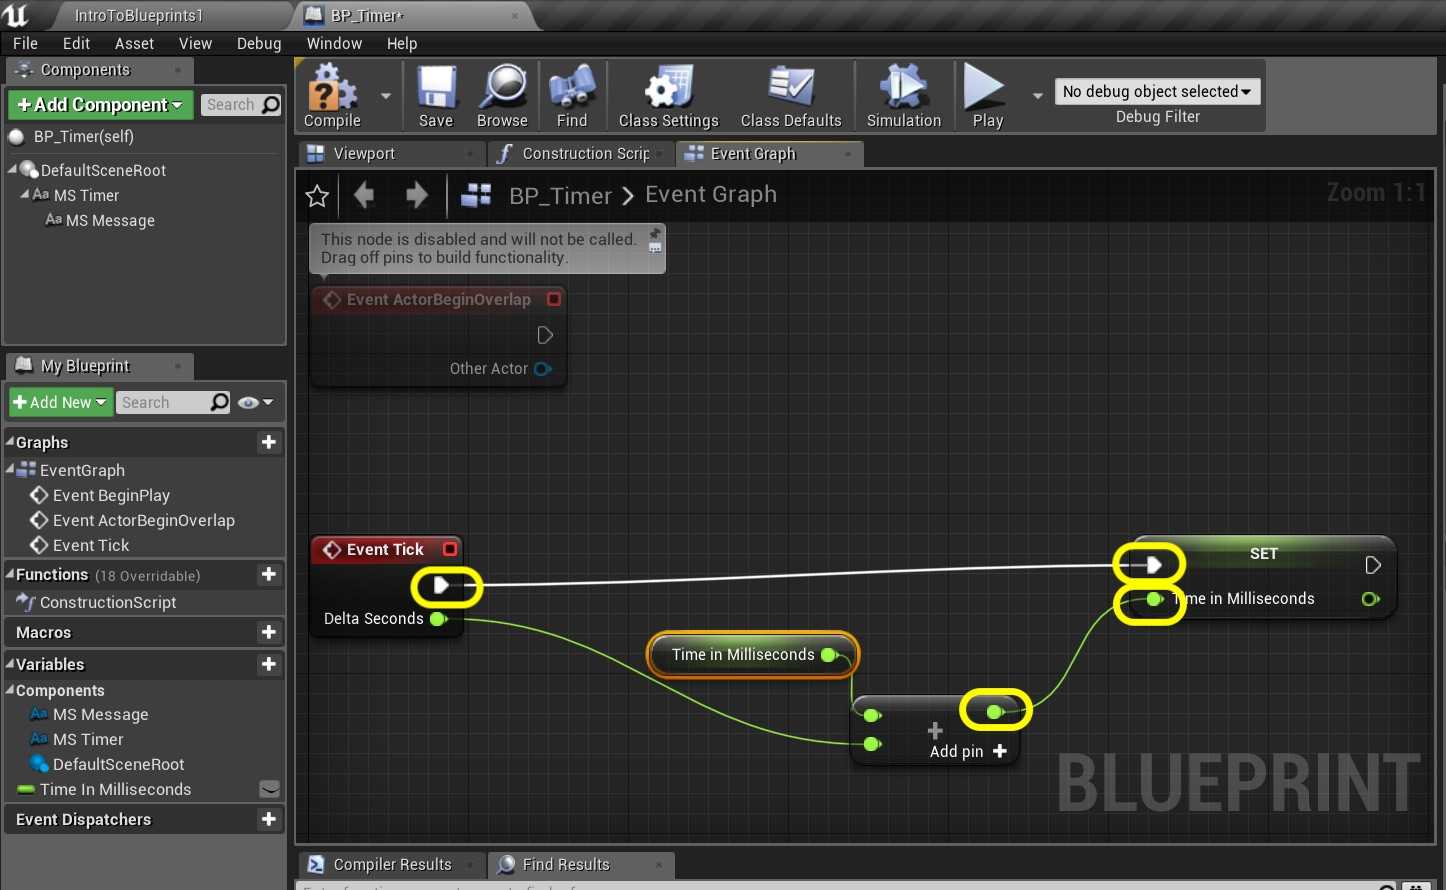 IntroToBlueprints1
BP_Timer*
File Edit Asset View Debug Window Help
Components
+Add Component
Search
BP_Timer(self)
DefaultSceneRoot
Aa MS Timer
Aa MS Message
My Blueprint
+Add New
Search
Graphs
EventGraph
Event BeginPlay
Event ActorBeginOverlap
Event Tick
Functions (18 Overridable)
ConstructionScript
Macros
Variables
Components
Aa MS Message
Aa MS Timer
DefaultSceneRoot
Time In Milliseconds
Event Dispatchers
Compile Save Browse Find Class Settings Class Defaults Simulation Play
No debug object selected
Debug Filter
Viewport
Construction Scrip
Event Graph
BP_Timer > Event Graph
Zoom 1:1
This node is disabled and will not be called.
Drag off pins to build functionality.
Event ActorBeginOverlap
Other Actor
Event Tick
Delta Seconds
Time in Milliseconds
Add pin +
SET
Time in Milliseconds
BLUEPRINT
Compiler Results
Find Results